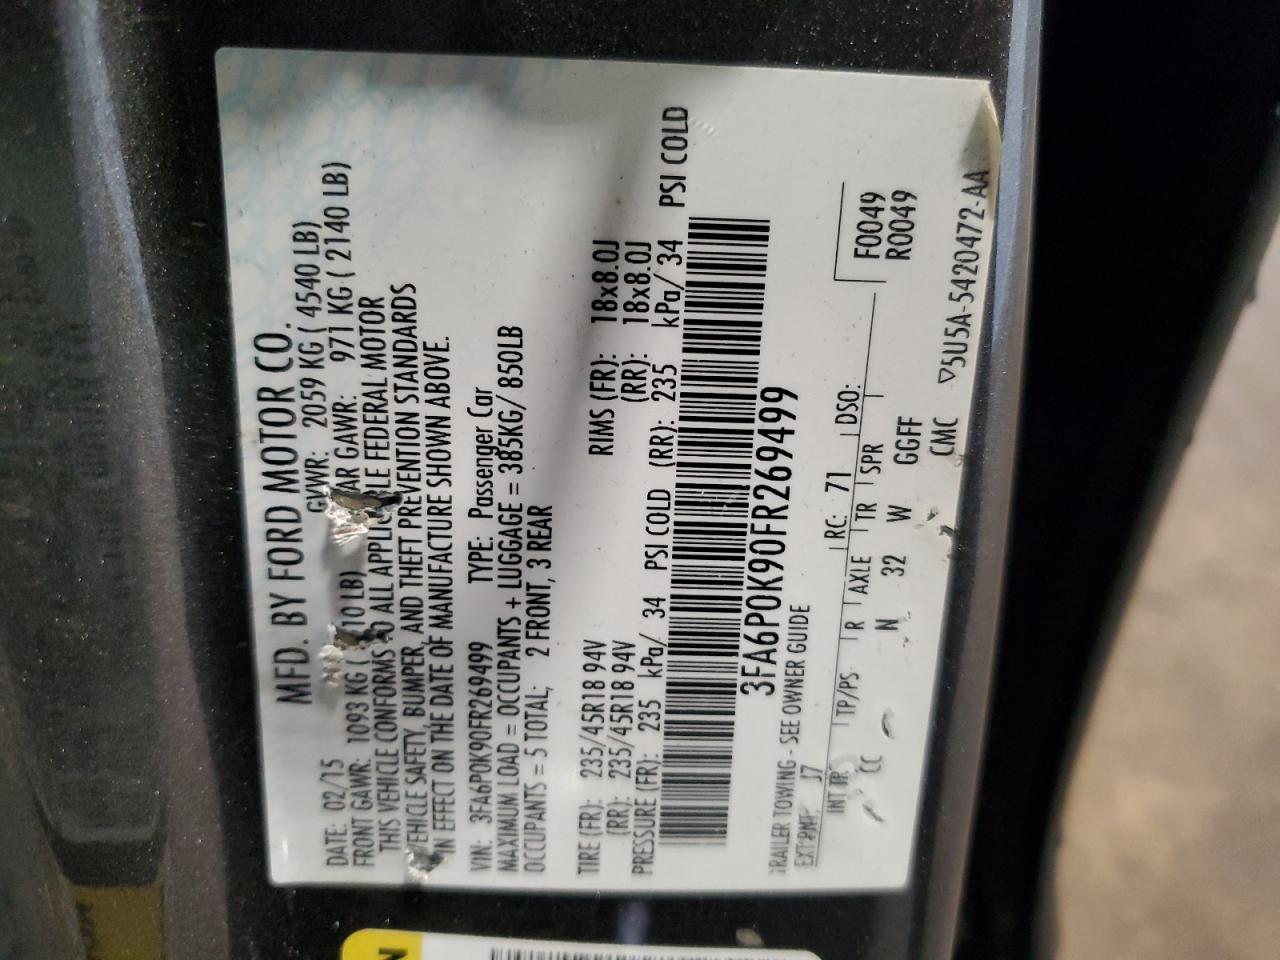 MFD. BY FORD MOTOR CO.
DATE: 02/15 GVWR: 2059 KG ( 4540 LB)
FRONT GAWR: 1093 KG ( 10 LB) AR GAWR: 971 KG ( 2140 LB)
THIS VEHICLE CONFORMS TO ALL APPLIC LE FEDERAL MOTOR
VEHICLE SAFETY, BUMPER, AND THEFT PREVENTION STANDARDS
IN EFFECT ON THE DATE OF MANUFACTURE SHOWN ABOVE.
VIN: 3FA6P0K90FR269499 TYPE: Passenger Car
MAXIMUM LOAD = OCCUPANTS + LUGGAGE = 385KG/ 850LB
OCCUPANTS = 5 TOTAL; 2 FRONT, 3 REAR
TIRE (FR): 235/45R18 94V RIMS (FR): 18x8.0J
(RR): 235/45R18 94V (RR): 18x8.0J
PRESSURE (FR): 235 kPa/ 34 PSI COLD (RR): 235 kPa/ 34 PSI COLD
3FA6P0K90FR269499
TRAILER TOWING - SEE OWNER GUIDE
EXT PNT: J7 RC: 71 DSO: F0049
R0049
INT TRS TP/PS R AXLE TR SPR
CC N 32 W GGFF
CMC ▽5U5A-5420472-AA
N